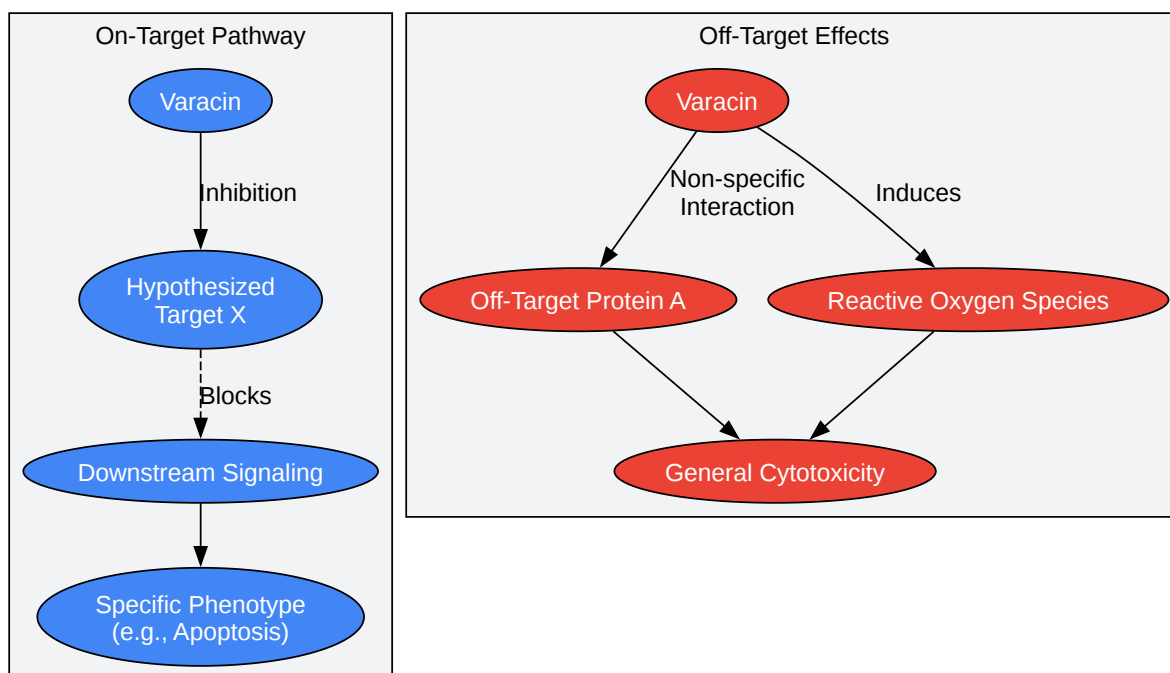 On-Target Pathway
Varacin
Inhibition
Hypothesized
Target X
Blocks
Downstream Signaling
Specific Phenotype
(e.g., Apoptosis)
Off-Target Effects
Varacin
Non-specific
Interaction
Induces
Off-Target Protein A
Reactive Oxygen Species
General Cytotoxicity